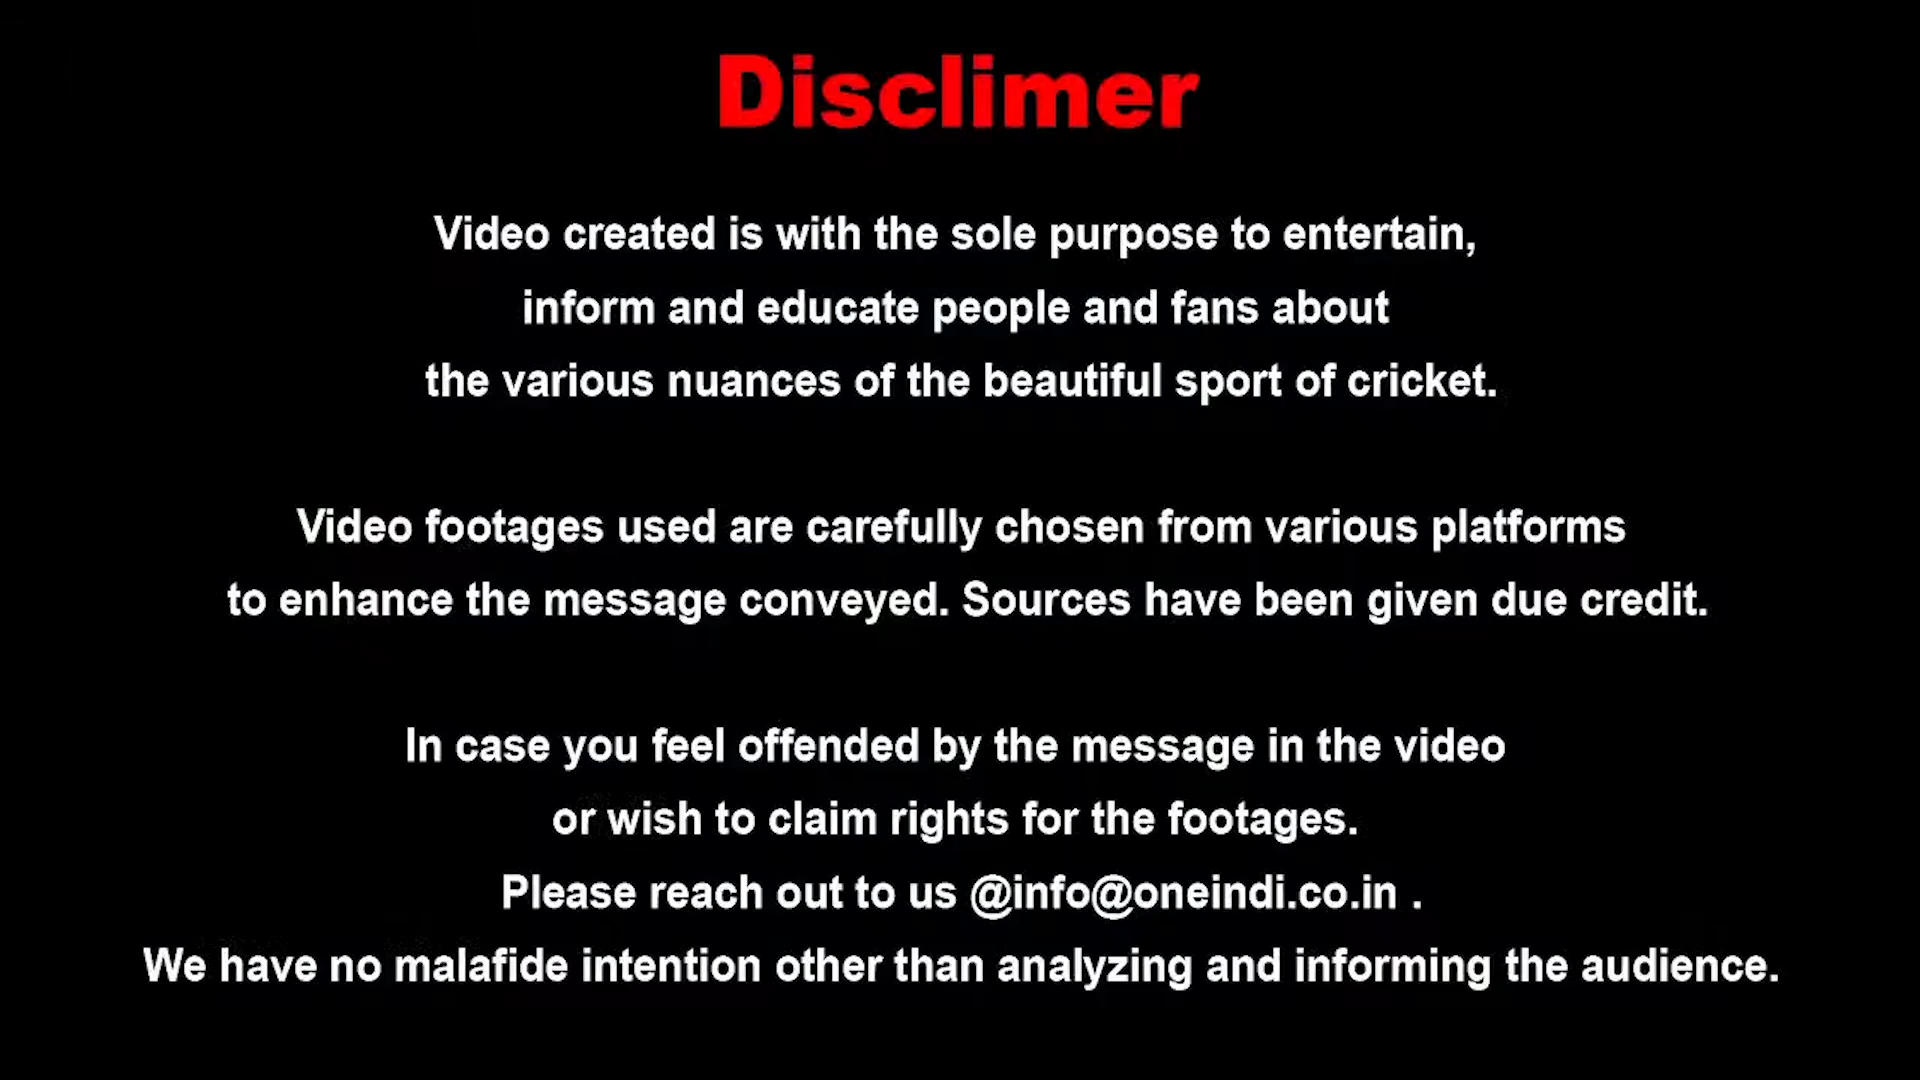 Disclimer
Video created is with the sole purpose to entertain,
inform and educate people and fans about
the various nuances of the beautiful sport of cricket.
Video footages used are carefully chosen from various platforms
to enhance the message conveyed. Sources have been given due credit.
In case you feel offended by the message in the video
or wish to claim rights for the footages.
Please reach out to us @info@oneindi.co.in .
We have no malafide intention other than analyzing and informing the audience.